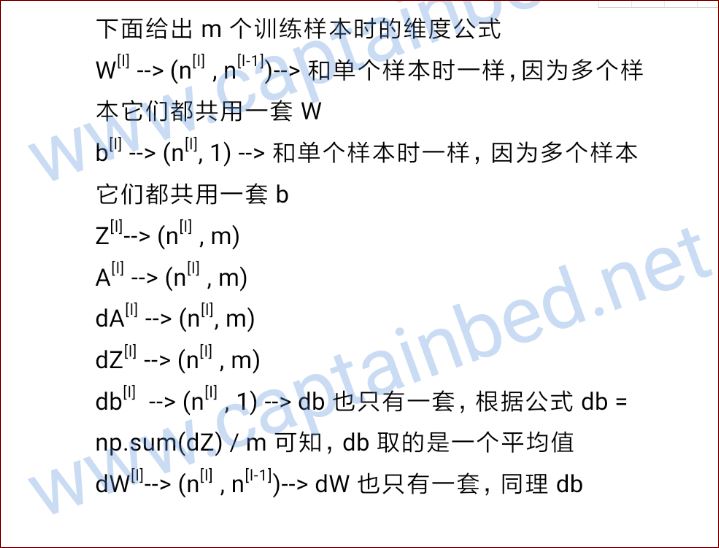 下面给出 m 个训练样本时的维度公式
W[l] --> (n[l] , n[l-1])--> 和单个样本时一样,因为多个样
本它们都共用一套 W
b[l] --> (n[l], 1) --> 和单个样本时一样，因为多个样本
它们都共用一套 b
Z[l]--> (n[l] , m)
A[l] --> (n[l] , m)
dA[l] --> (n[l], m)
dZ[l] --> (n[l] , m)
db[l] --> (n[l] , 1) --> db 也只有一套，根据公式 db =
np.sum(dZ) / m 可知，db 取的是一个平均值
dW[l]--> (n[l] , n[l-1])--> dW 也只有一套，同理 db
www.captainbed.net
www.captainbed.net